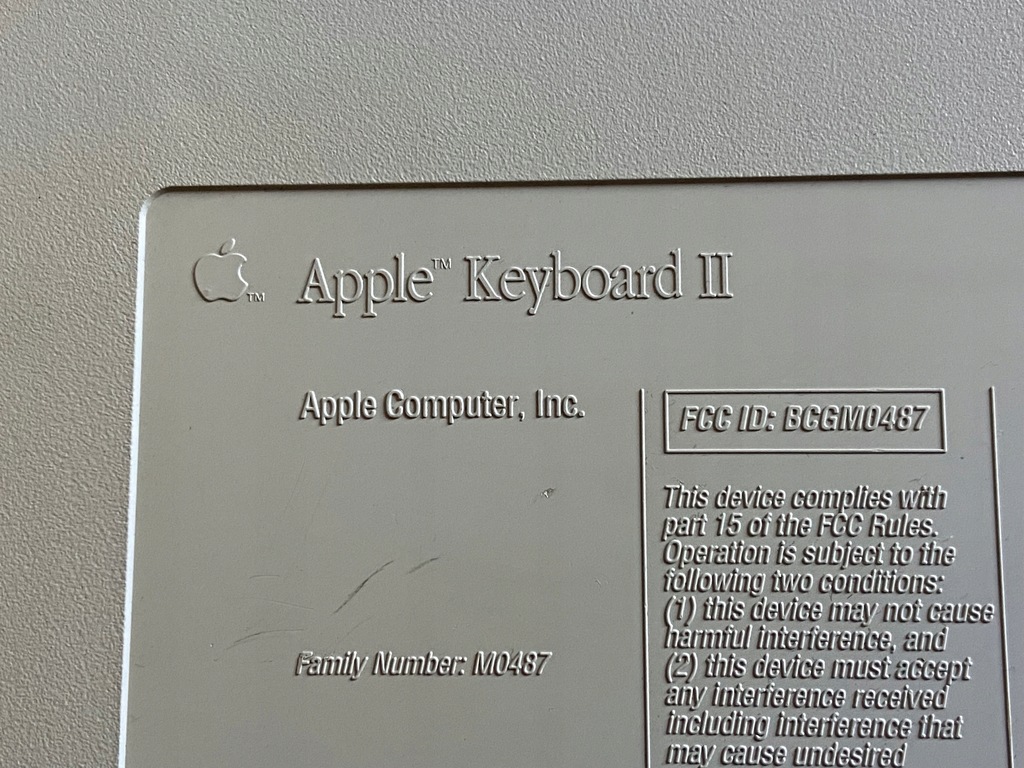 Apple™ Keyboard II
™
Apple Computer, Inc.
Family Number: M0487
FCC ID: BCGM0487
This device complies with
part 15 of the FCC Rules.
Operation is subject to the
following two conditions:
(1) this device may not cause
harmful interference, and
(2) this device must accept
any interference received
including interference that
may cause undesired